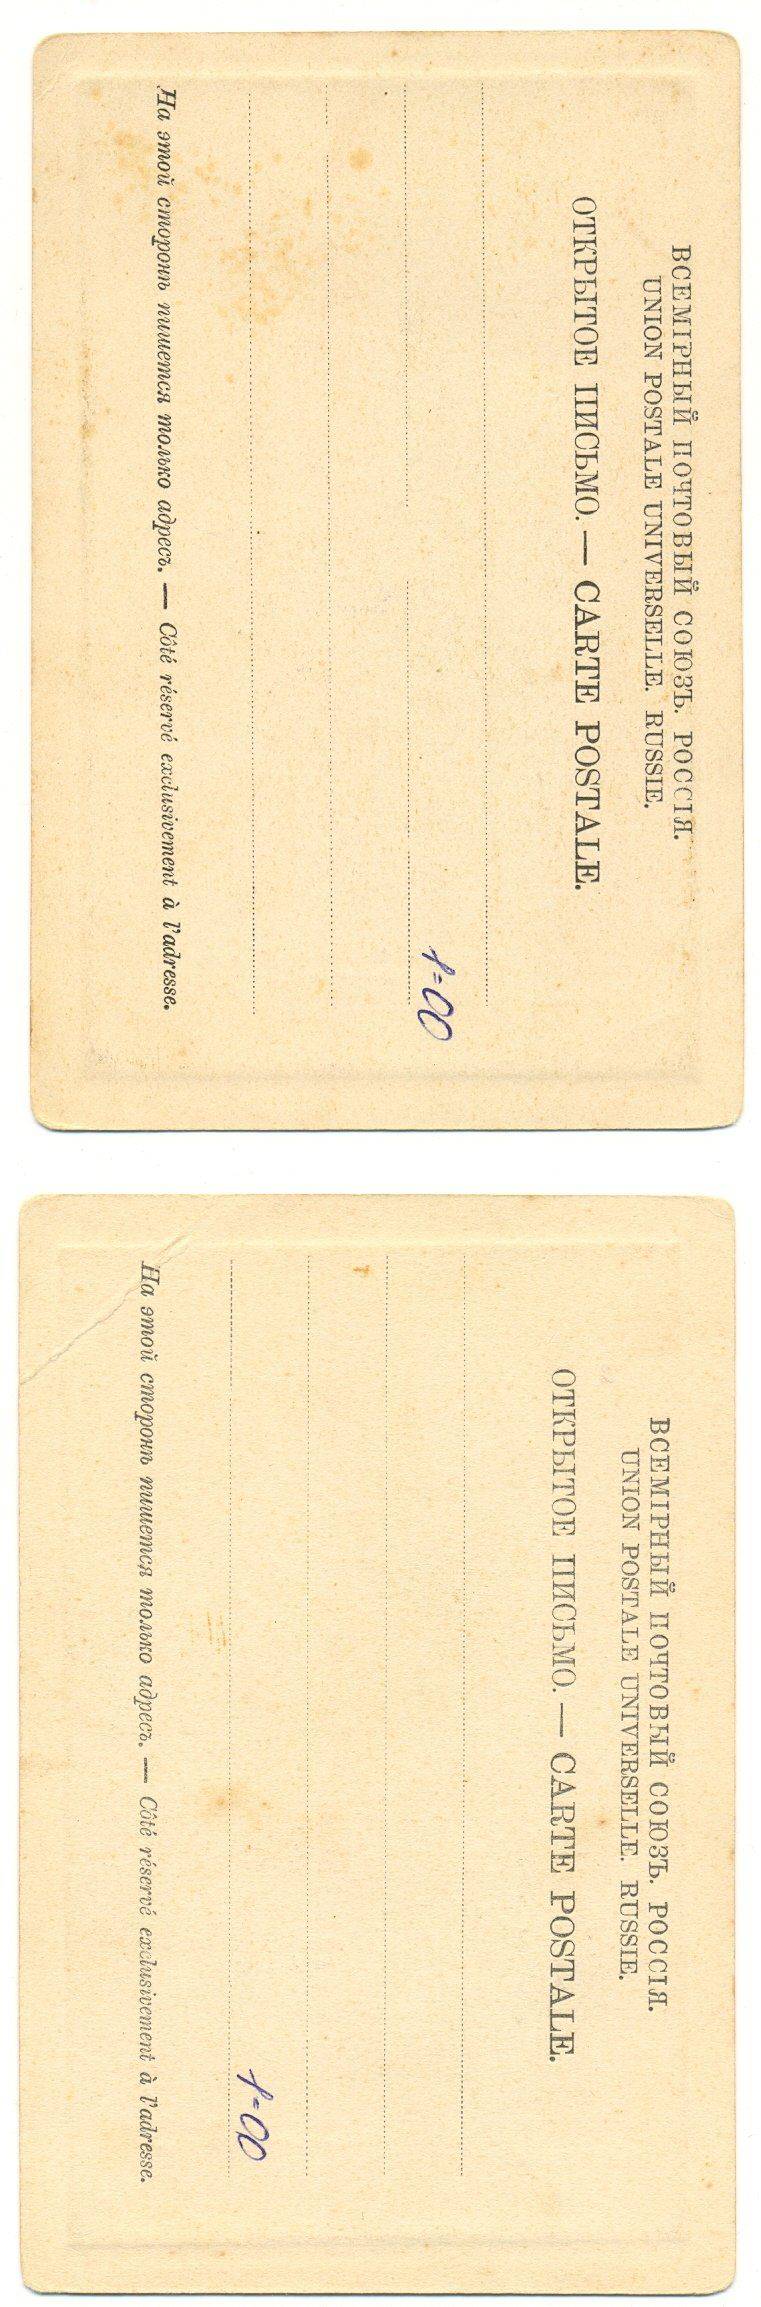 ВСЕМІРНЫЙ ПОЧТОВЫЙ СОЮЗЪ. РОССІЯ.
UNION POSTALE UNIVERSELLE. RUSSIE.
ОТКРЫТОЕ ПИСЬМО. — CARTE POSTALE.
1=00
На этой сторонѣ пишется только адресъ. — Côté réservé exclusivement à l'adresse.
ВСЕМІРНЫЙ ПОЧТОВЫЙ СОЮЗЪ. РОССІЯ.
UNION POSTALE UNIVERSELLE. RUSSIE.
ОТКРЫТОЕ ПИСЬМО. — CARTE POSTALE.
1=00
На этой сторонѣ пишется только адресъ. — Côté réservé exclusivement à l'adresse.